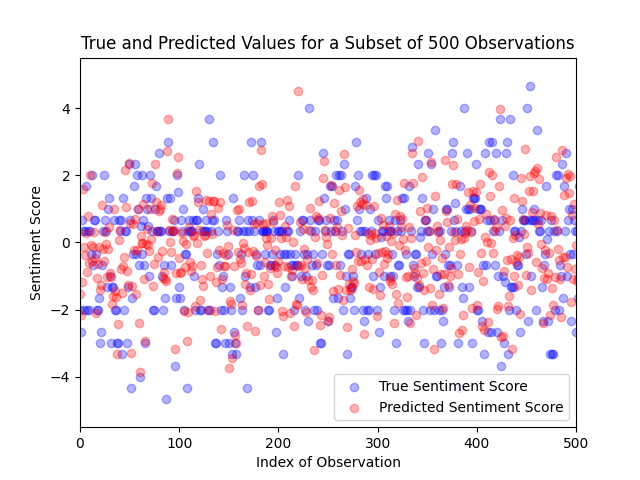 True and Predicted Values for a Subset of 500 Observations
4
2
0
−2
−4
Sentiment Score
True Sentiment Score
Predicted Sentiment Score
0 100 200 300 400 500
Index of Observation